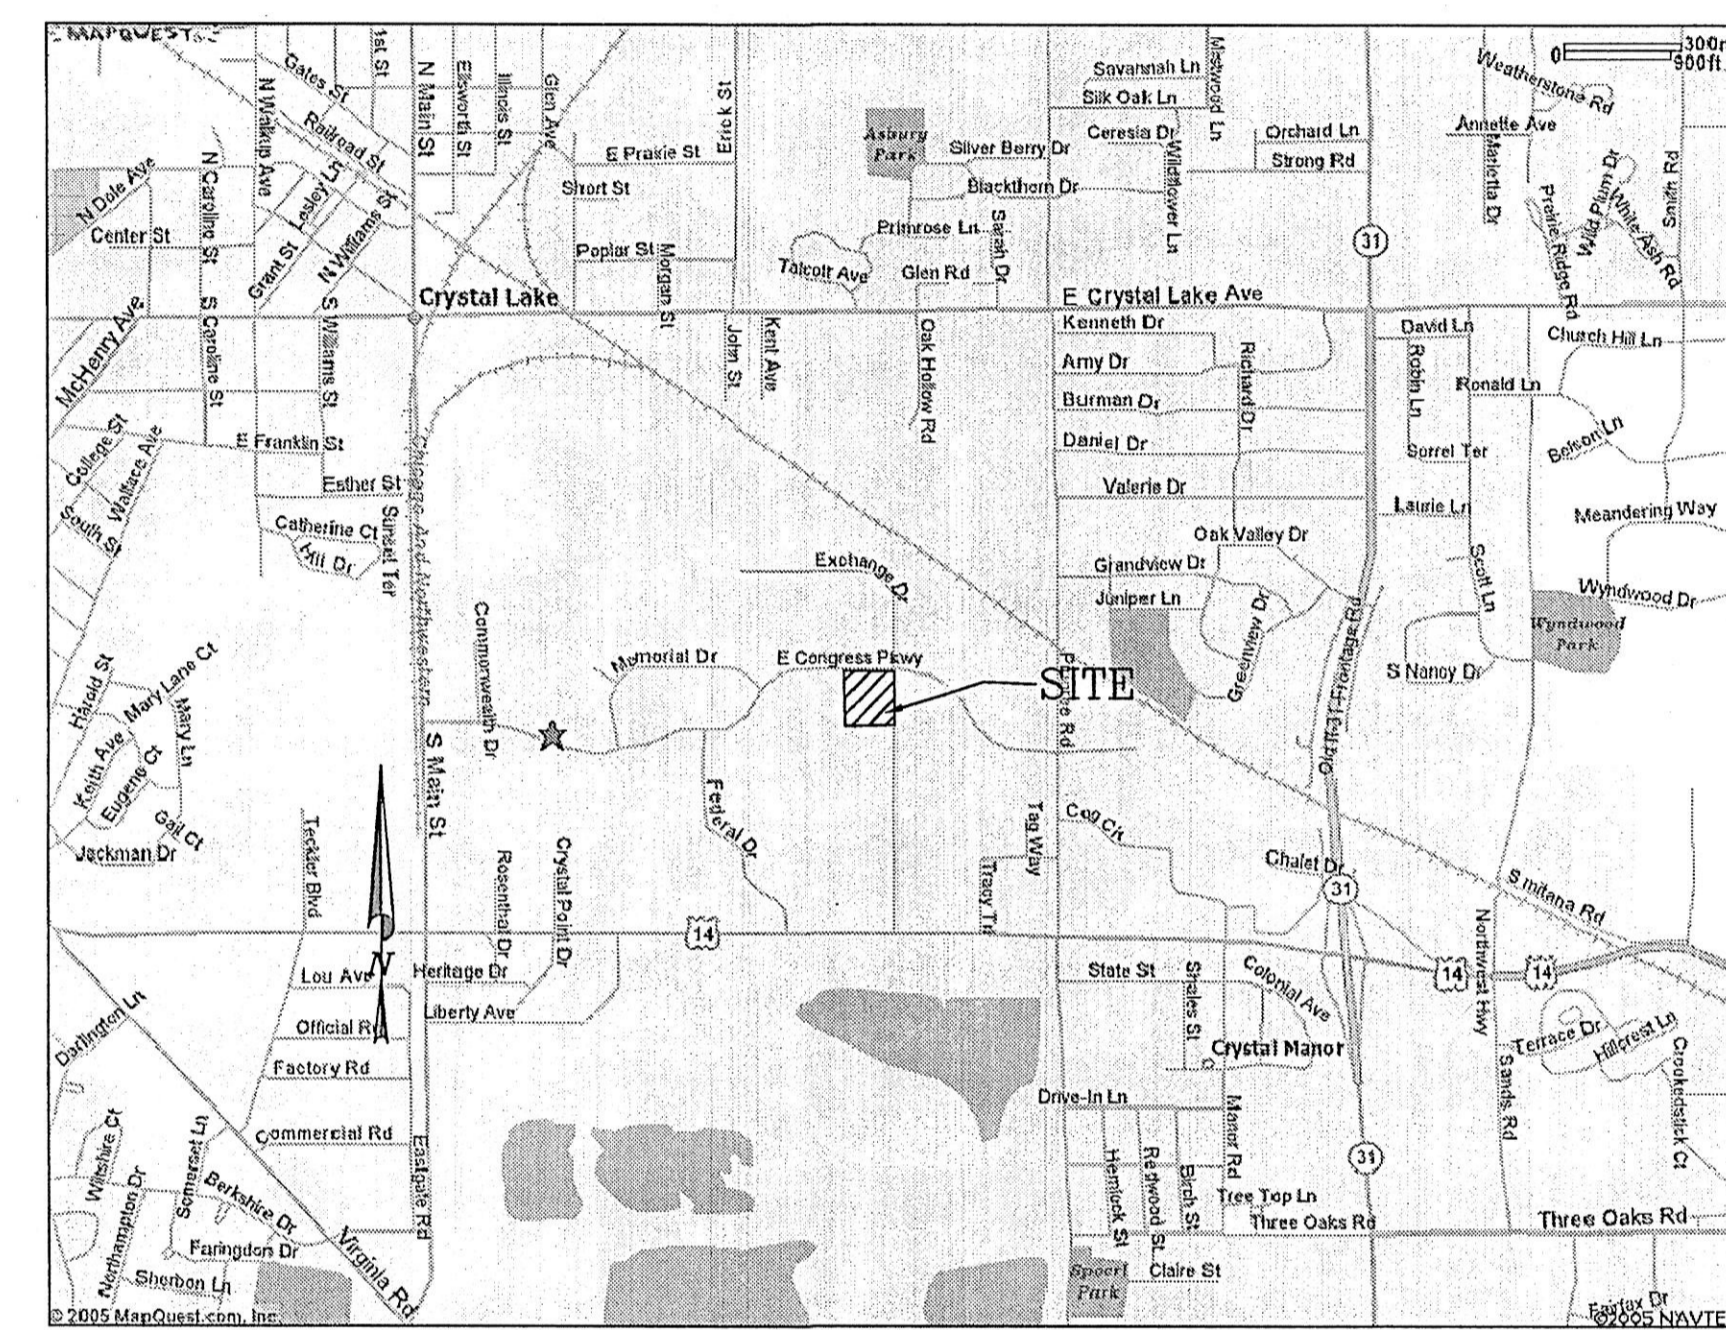 MAPQUEST
0 300m
900ft
Gates St
1st St
N Main St
Ellsworth St
Illinois St
Glen Ave
Erick St
Savannah Ln
Westwood Ln
Weatherstone Rd
Silk Oak Ln
N Walkup Ave
Railroad St
Asbury
Park
Silver Berry Dr
Ceresia Dr
Orchard Ln
Annette Ave
E Prairie St
Strong Rd
N Dole Ave
N Caroline St
Lesley Ln
Short St
Blackthorn Dr
Wildflower Ln
Marietta Dr
Prairie Ridge Rd
Wild Plum Dr
White Ash Rd
Smith Rd
Center St
Grant St
N Williams St
Poplar St
Morgan St
Primrose Ln
Sarah Dr
31
Talcott Ave
Glen Rd
McHenry Ave
S Caroline St
S Williams St
Crystal Lake
E Crystal Lake Ave
John St
Kent Ave
Oak Hollow Rd
Kenneth Dr
David Ln
Church Hill Ln
Amy Dr
Richard Dr
Robin Ln
Ronald Ln
Burman Dr
College St
Wallace Ave
E Franklin St
Daniel Dr
Sorrel Ter
Esther St
Valerie Dr
South St
Catherine Ct
Sunset Ter
Chicago And Northwestern
Laurie Ln
Meandering Way
Hill Dr
Oak Valley Dr
Exchange Dr
Grandview Dr
Scott Ln
Juniper Ln
Wyndwood Dr
Commonwealth Dr
Greenview Dr
Wyndwood
Park
Harold St
Mary Lane Ct
Memorial Dr
E Congress Pkwy
SITE
Old Rt 31 Frontage Rd
S Nancy Dr
Mary Ln
Keith Ave
Eugene Ct
S Main St
Gail Ct
Jackman Dr
Federal Dr
Tag Way
Cog Cir
Teckler Blvd
Rosenthal Dr
Crystal Point Dr
Tracy Trl
Chalet Dr
31
14
Northwest Hwy
N
Lou Ave
Heritage Dr
State St
Shales St
Colonial Ave
14
14
Darlington Ln
Liberty Ave
Official Rd
Crystal Manor
Terrace Dr
Hillcrest Ln
Factory Rd
Sands Rd
Crookedstick Ct
Drive-In Ln
Manor Rd
Wiltshire Ct
Somerset Ln
Commercial Rd
Eastgate Rd
31
Northampton Dr
Berkshire Dr
Hemlock St
Redwood St
Birch St
Tree Top Ln
Three Oaks Rd
Three Oaks Rd
Faringdon Dr
Virginia Rd
Sherbon Ln
Spoerl
Park
Claire St
Fairfax Dr
© 2005 MapQuest.com, Inc.
©2005 NAVTE